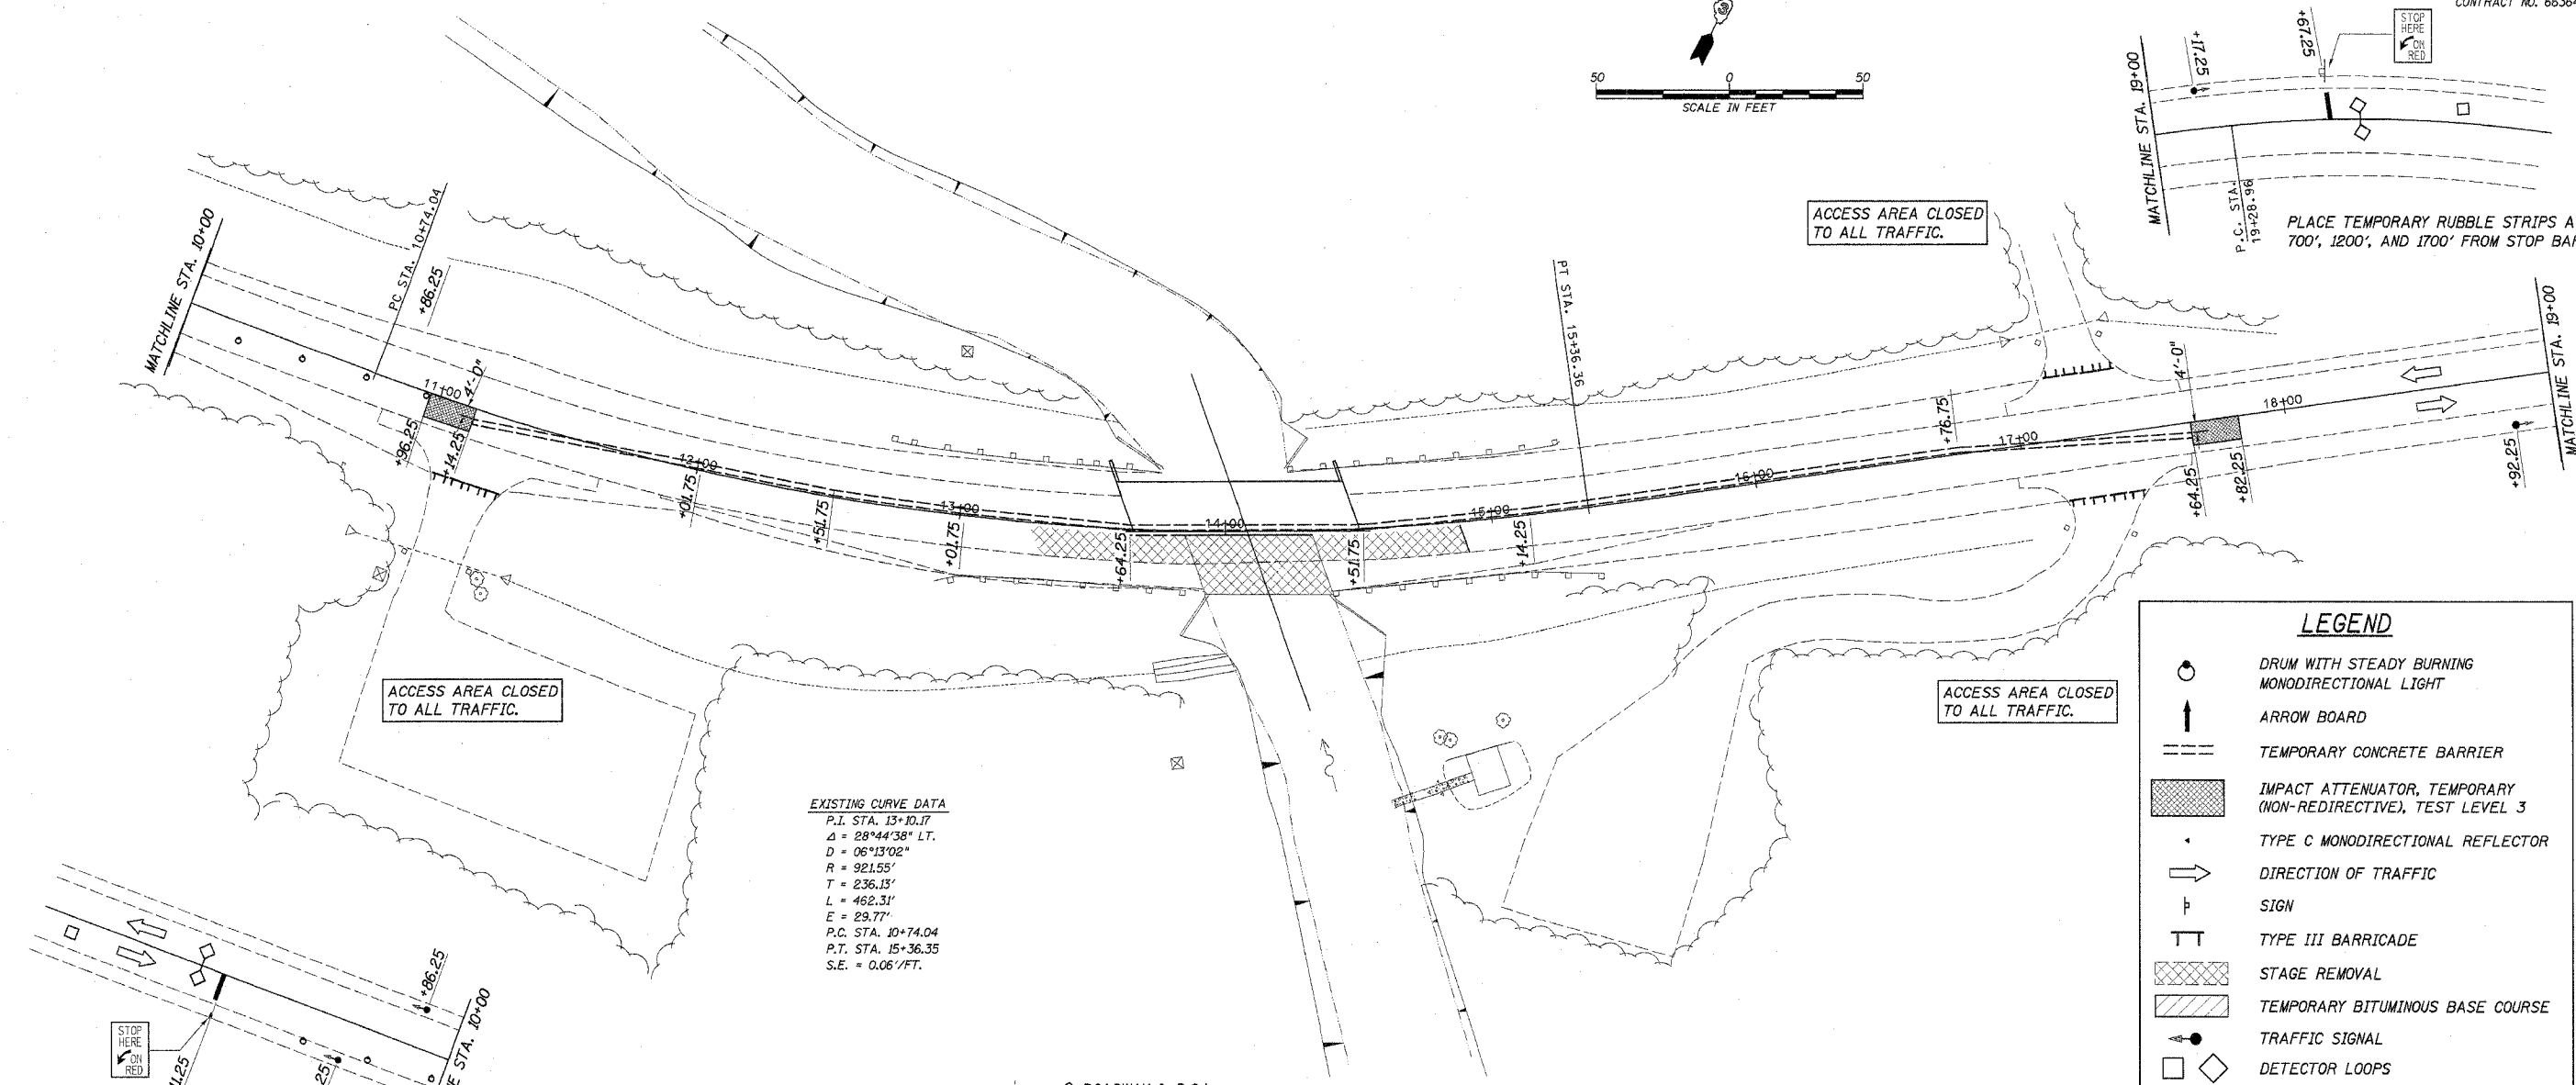 CONTRACT NO. 66364
STOP
HERE
ON
RED
+17.25
+67.25
MATCHLINE STA. 19+00
P.C. STA.
19+28.96
PLACE TEMPORARY RUBBLE STRIPS A
700', 1200', AND 1700' FROM STOP BAR
50 0 50
SCALE IN FEET
ACCESS AREA CLOSED
TO ALL TRAFFIC.
MATCHLINE STA. 10+00
PC STA. 10+74.04
+86.25
11+00
4'-0"
+96.25
+14.25
12+00
+01.75
+51.75
13+00
+01.75
+64.25
14+00
+51.75
15+00
+14.25
PT STA. 15+36.36
16+00
+76.75
17+00
4'-0"
+64.25
+82.25
18+00
+92.25
MATCHLINE STA. 19+00
ACCESS AREA CLOSED
TO ALL TRAFFIC.
ACCESS AREA CLOSED
TO ALL TRAFFIC.
EXISTING CURVE DATA
P.I. STA. 13+10.17
Δ = 28°44'38" LT.
D = 06°13'02"
R = 921.55'
T = 236.13'
L = 462.31'
E = 29.77'
P.C. STA. 10+74.04
P.T. STA. 15+36.35
S.E. = 0.06'/FT.
+86.25
STOP
HERE
ON
RED
1.25
25
E STA. 10+00
LEGEND
DRUM WITH STEADY BURNING
MONODIRECTIONAL LIGHT
ARROW BOARD
TEMPORARY CONCRETE BARRIER
IMPACT ATTENUATOR, TEMPORARY
(NON-REDIRECTIVE), TEST LEVEL 3
TYPE C MONODIRECTIONAL REFLECTOR
DIRECTION OF TRAFFIC
SIGN
TYPE III BARRICADE
STAGE REMOVAL
TEMPORARY BITUMINOUS BASE COURSE
TRAFFIC SIGNAL
DETECTOR LOOPS